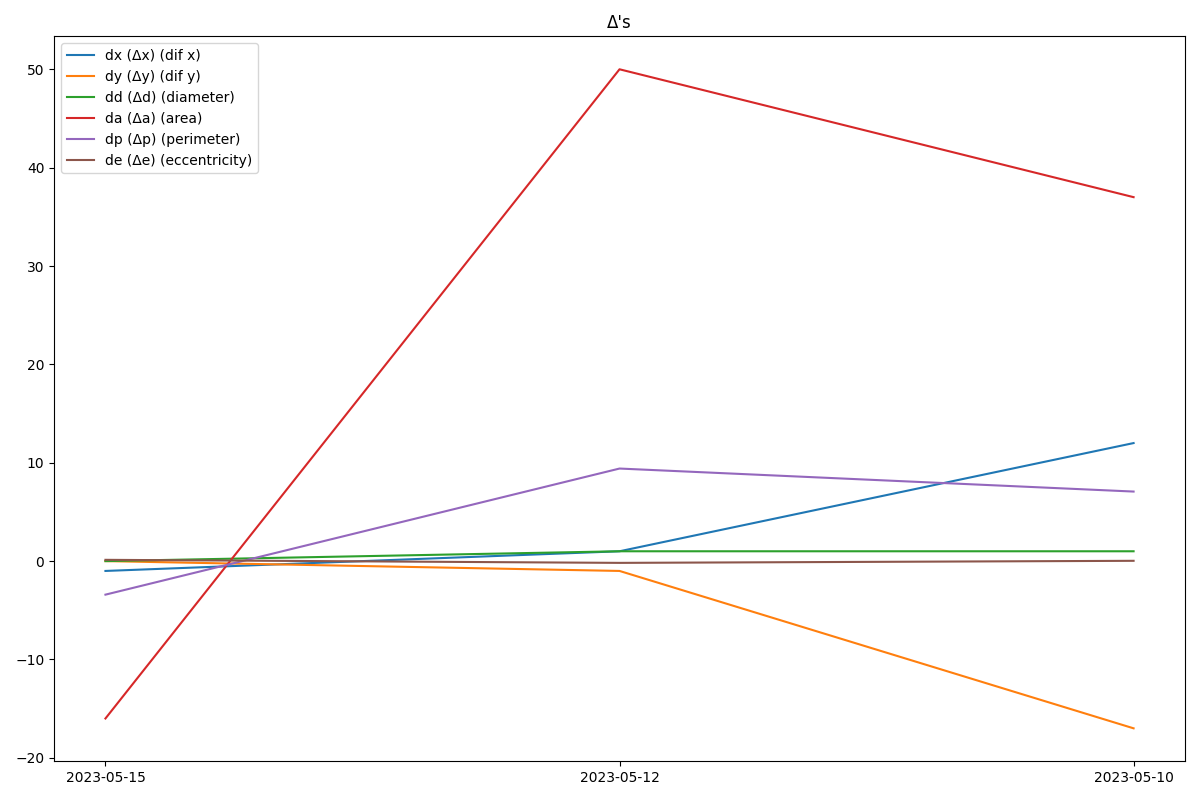 Δ's
dx (Δx) (dif x)
dy (Δy) (dif y)
dd (Δd) (diameter)
da (Δa) (area)
dp (Δp) (perimeter)
de (Δe) (eccentricity)
50
40
30
20
10
0
−10
−20
2023-05-15 2023-05-12 2023-05-10